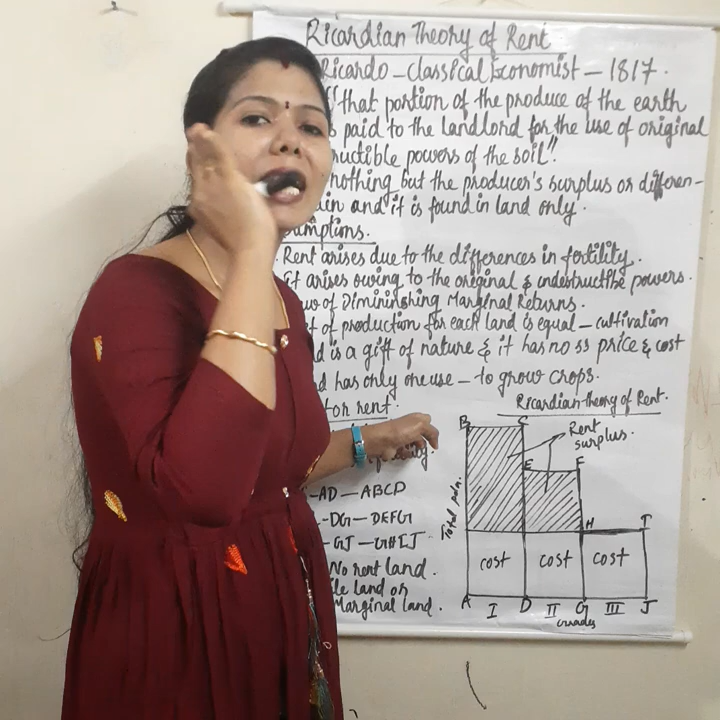 Ricardian Theory of Rent
Ricardo – Classical Economist – 1817.
"that portion of the produce of the earth
paid to the landlord for the use of original
uctible powers of the soil".
nothing but the producer's surplus or differen-
in and it is found in land only.
umptions.
Rent arises due to the differences in fertility.
It arises owing to the original & indestructible powers.
of Diminishing Marginal Returns.
of production for each land is equal – cultivation
is a gift of nature & it has no ss price & cost
has only one use – to grow crops.
for rent.
Ricardian theory of Rent.
B C
Rent
surplus.
E F
Total pdn.
-AD – ABCD
-DG – DEFG
-GJ – GHIJ
H I
cost cost cost
No rent land.
le land or
Marginal land.
A I D II G III J
Grades